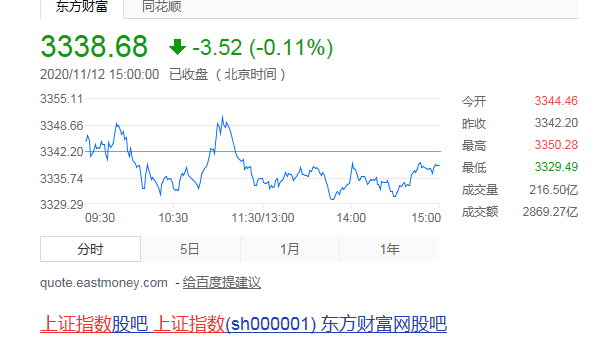 东方财富 同花顺
3338.68 -3.52 (-0.11%)
2020/11/12 15:00:00 已收盘 （北京时间）
3355.11
3348.66
3342.20
3335.74
3329.29
09:30 10:30 11:30/13:00 14:00 15:00
今开 3344.46
昨收 3342.20
最高 3350.28
最低 3329.49
成交量 216.50亿
成交额 2869.27亿
分时 5日 1月 1年
quote.eastmoney.com - 给百度提建议
上证指数股吧_上证指数(sh000001)_东方财富网股吧